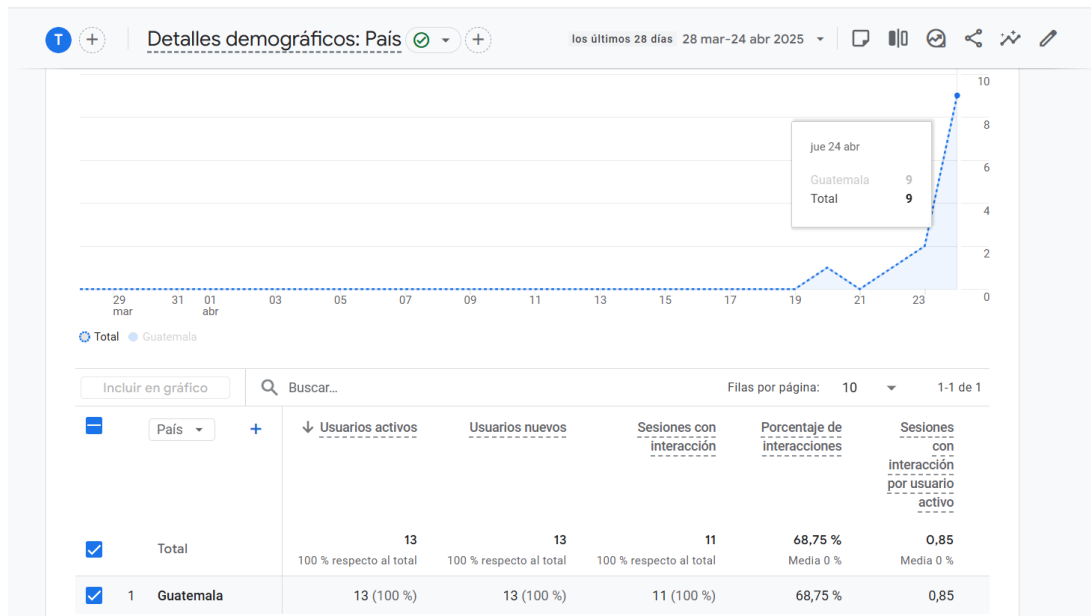 T
Detalles demográficos: País
los últimos 28 días 28 mar-24 abr 2025
10
8
6
4
2
0
jue 24 abr
Guatemala 9
Total 9
29 mar
31
01 abr
03
05
07
09
11
13
15
17
19
21
23
Total Guatemala
Incluir en gráfico
Buscar...
Filas por página: 10
1-1 de 1
País
+
↓ Usuarios activos
Usuarios nuevos
Sesiones con
interacción
Porcentaje de
interacciones
Sesiones
con
interacción
por usuario
activo
Total
13
13
11
68,75 %
0,85
100 % respecto al total
100 % respecto al total
100 % respecto al total
Media 0 %
Media 0 %
1 Guatemala 13 (100 %) 13 (100 %) 11 (100 %) 68,75 % 0,85